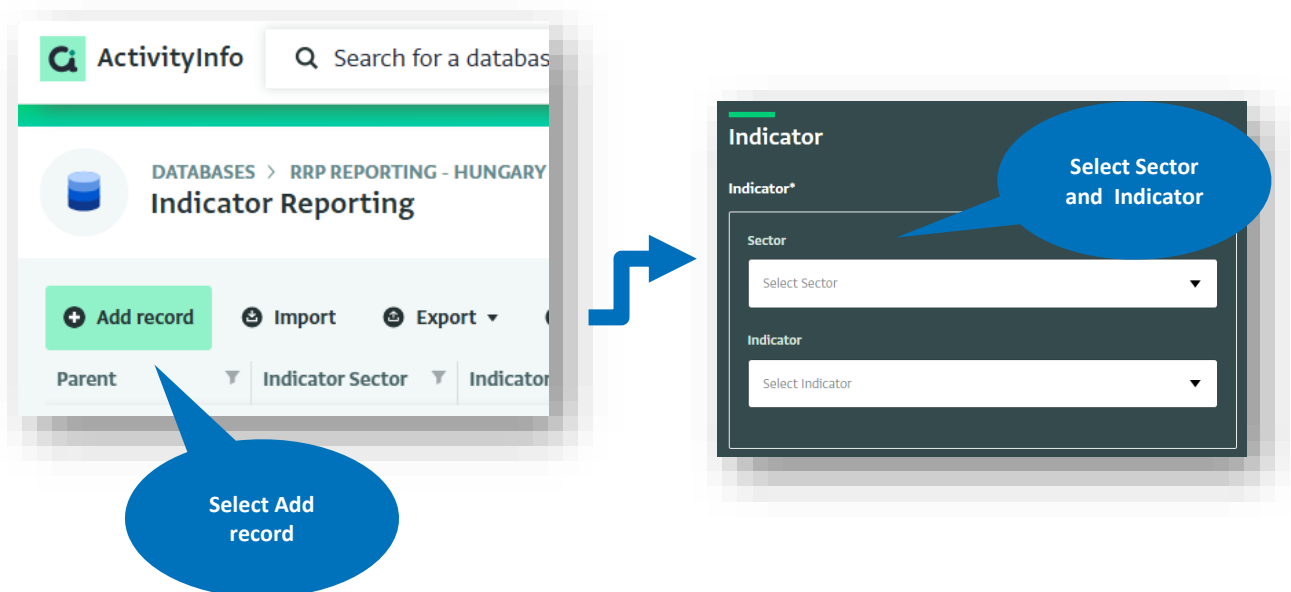 ActivityInfo
Search for a databas
DATABASES > RRP REPORTING - HUNGARY
Indicator Reporting
Add record
Import
Export
Parent
Indicator Sector
Indicator
Select Add
record
Indicator
Indicator*
Sector
Select Sector
Indicator
Select Indicator
Select Sector
and Indicator